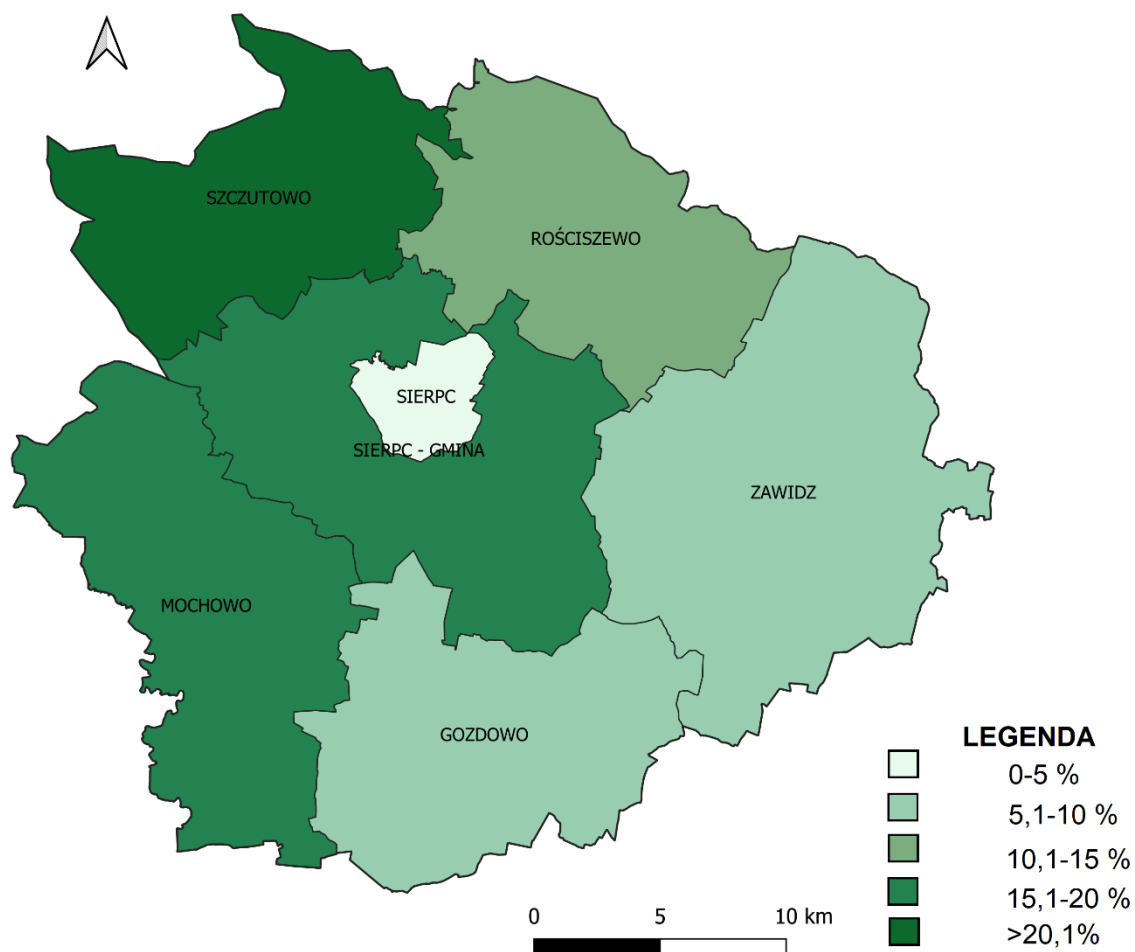 SZCZUTOWO
ROŚCISZEWO
SIERPC
SIERPC - GMINA
ZAWIDZ
MOCHOWO
GOZDOWO
LEGENDA
0-5 %
5,1-10 %
10,1-15 %
15,1-20 %
>20,1%
0 5 10 km